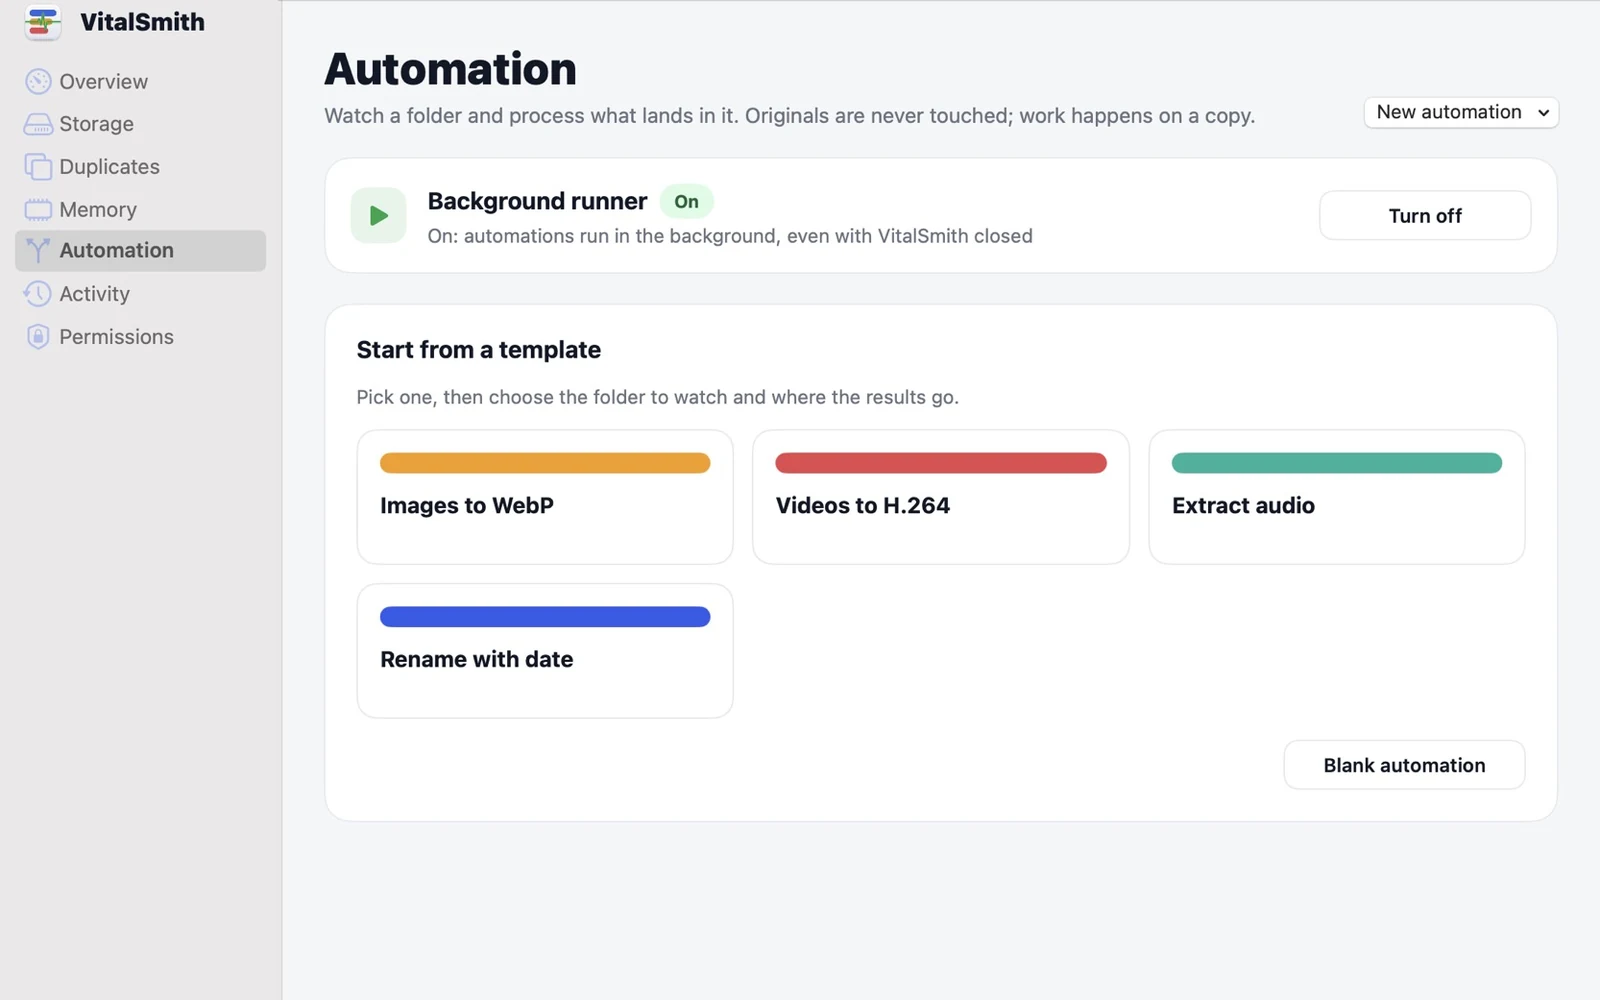 VitalSmith
Overview
Storage
Duplicates
Memory
Automation
Activity
Permissions
Automation
Watch a folder and process what lands in it. Originals are never touched; work happens on a copy.
New automation
Background runner On
On: automations run in the background, even with VitalSmith closed
Turn off
Start from a template
Pick one, then choose the folder to watch and where the results go.
Images to WebP
Videos to H.264
Extract audio
Rename with date
Blank automation